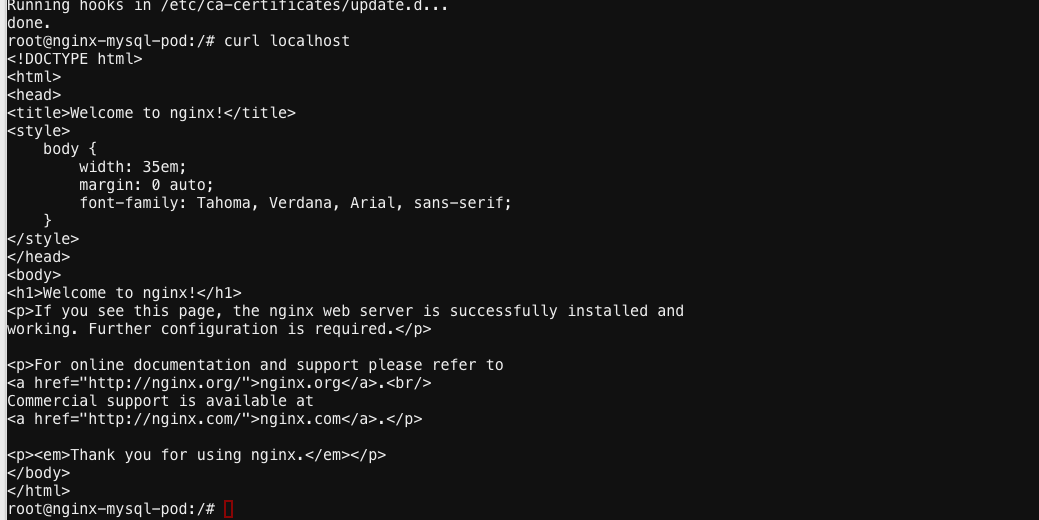 Running hooks in /etc/ca-certificates/update.d...
done.
root@nginx-mysql-pod:/# curl localhost
<!DOCTYPE html>
<html>
<head>
<title>Welcome to nginx!</title>
<style>
    body {
        width: 35em;
        margin: 0 auto;
        font-family: Tahoma, Verdana, Arial, sans-serif;
    }
</style>
</head>
<body>
<h1>Welcome to nginx!</h1>
<p>If you see this page, the nginx web server is successfully installed and
working. Further configuration is required.</p>

<p>For online documentation and support please refer to
<a href="http://nginx.org/">nginx.org</a>.<br/>
Commercial support is available at
<a href="http://nginx.com/">nginx.com</a>.</p>

<p><em>Thank you for using nginx.</em></p>
</body>
</html>
root@nginx-mysql-pod:/#